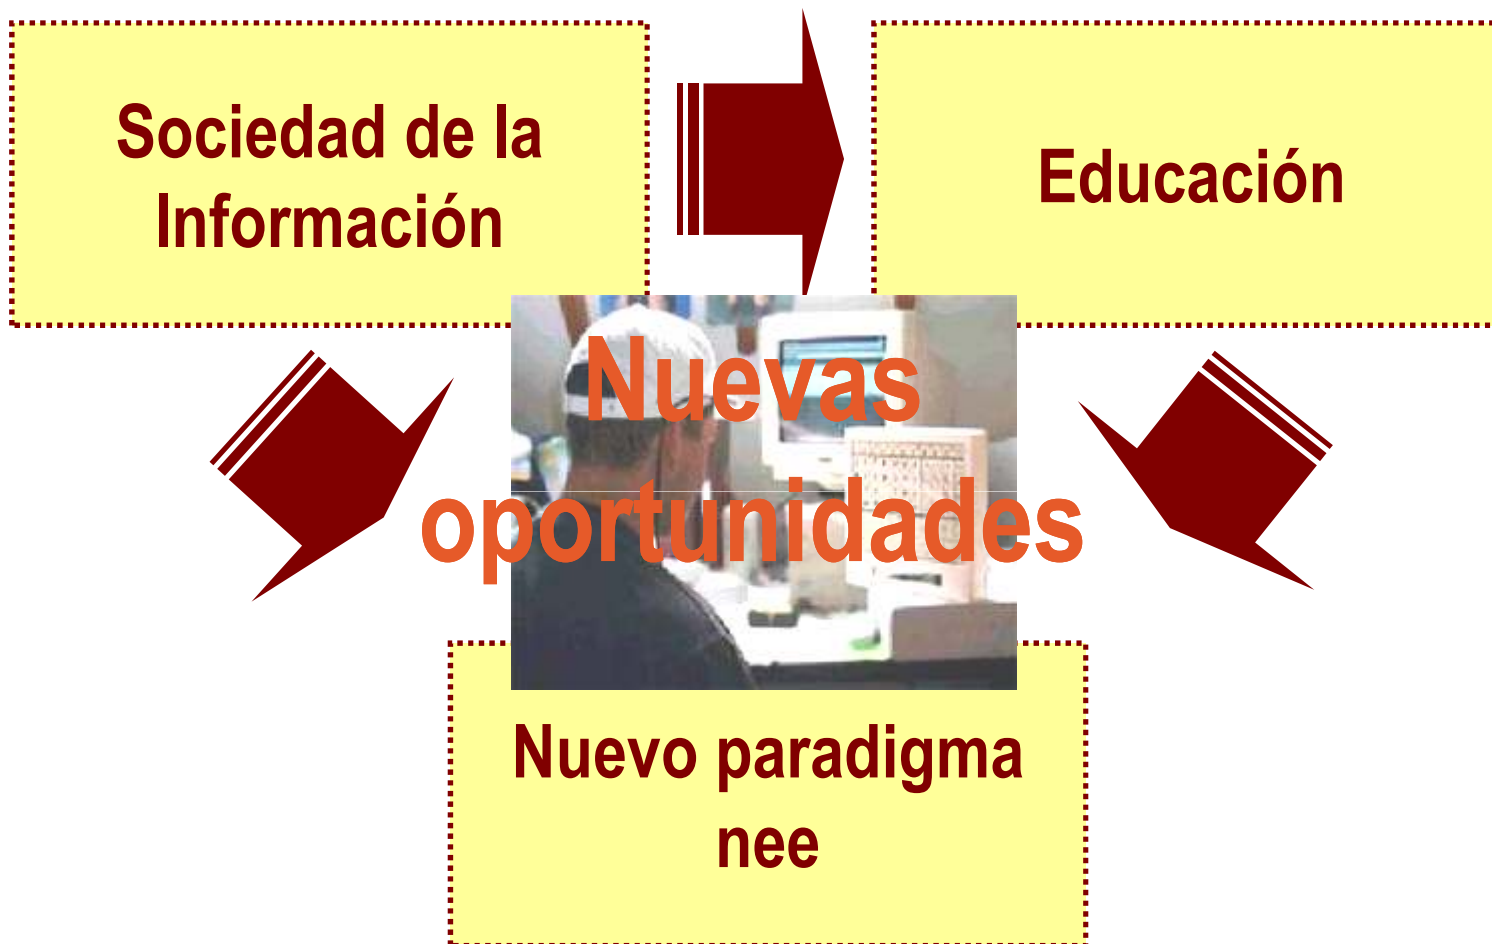 Sociedad de la
Información
Educación
Nuevas
oportunidades
Nuevo paradigma
nee